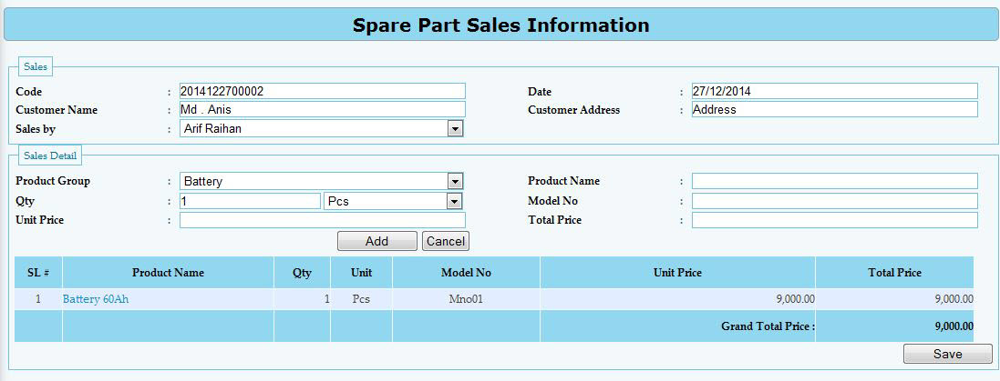 Spare Part Sales Information
Sales
Code : 2014122700002 Date : 27/12/2014
Customer Name : Md . Anis Customer Address : Address
Sales by : Arif Raihan
Sales Detail
Product Group : Battery Product Name :
Qty : 1 Pcs Model No :
Unit Price : Total Price :
Add Cancel
SL # Product Name Qty Unit Model No Unit Price Total Price
1 Battery 60Ah 1 Pcs Mno01 9,000.00 9,000.00
Grand Total Price : 9,000.00
Save